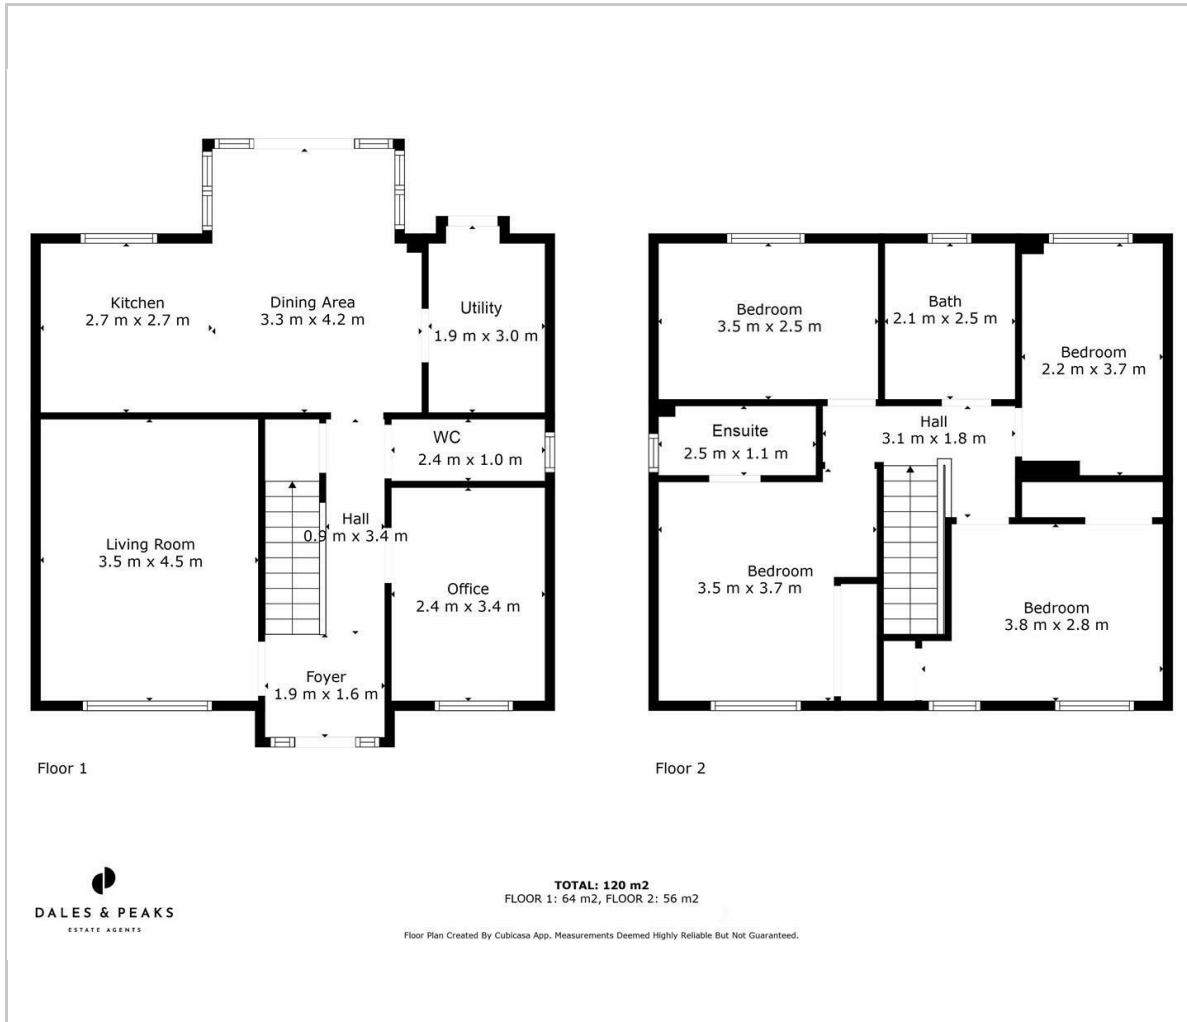 Kitchen
2.7 m x 2.7 m
Dining Area
3.3 m x 4.2 m
Utility
1.9 m x 3.0 m
WC
2.4 m x 1.0 m
Living Room
3.5 m x 4.5 m
Hall
0.9 m x 3.4 m
Office
2.4 m x 3.4 m
Foyer
1.9 m x 1.6 m
Floor 1
Bedroom
3.5 m x 2.5 m
Bath
2.1 m x 2.5 m
Bedroom
2.2 m x 3.7 m
Ensuite
2.5 m x 1.1 m
Hall
3.1 m x 1.8 m
Bedroom
3.5 m x 3.7 m
Bedroom
3.8 m x 2.8 m
Floor 2
DALES & PEAKS
ESTATE AGENTS
TOTAL: 120 m2
FLOOR 1: 64 m2, FLOOR 2: 56 m2
Floor Plan Created By Cubicasa App. Measurements Deemed Highly Reliable But Not Guaranteed.